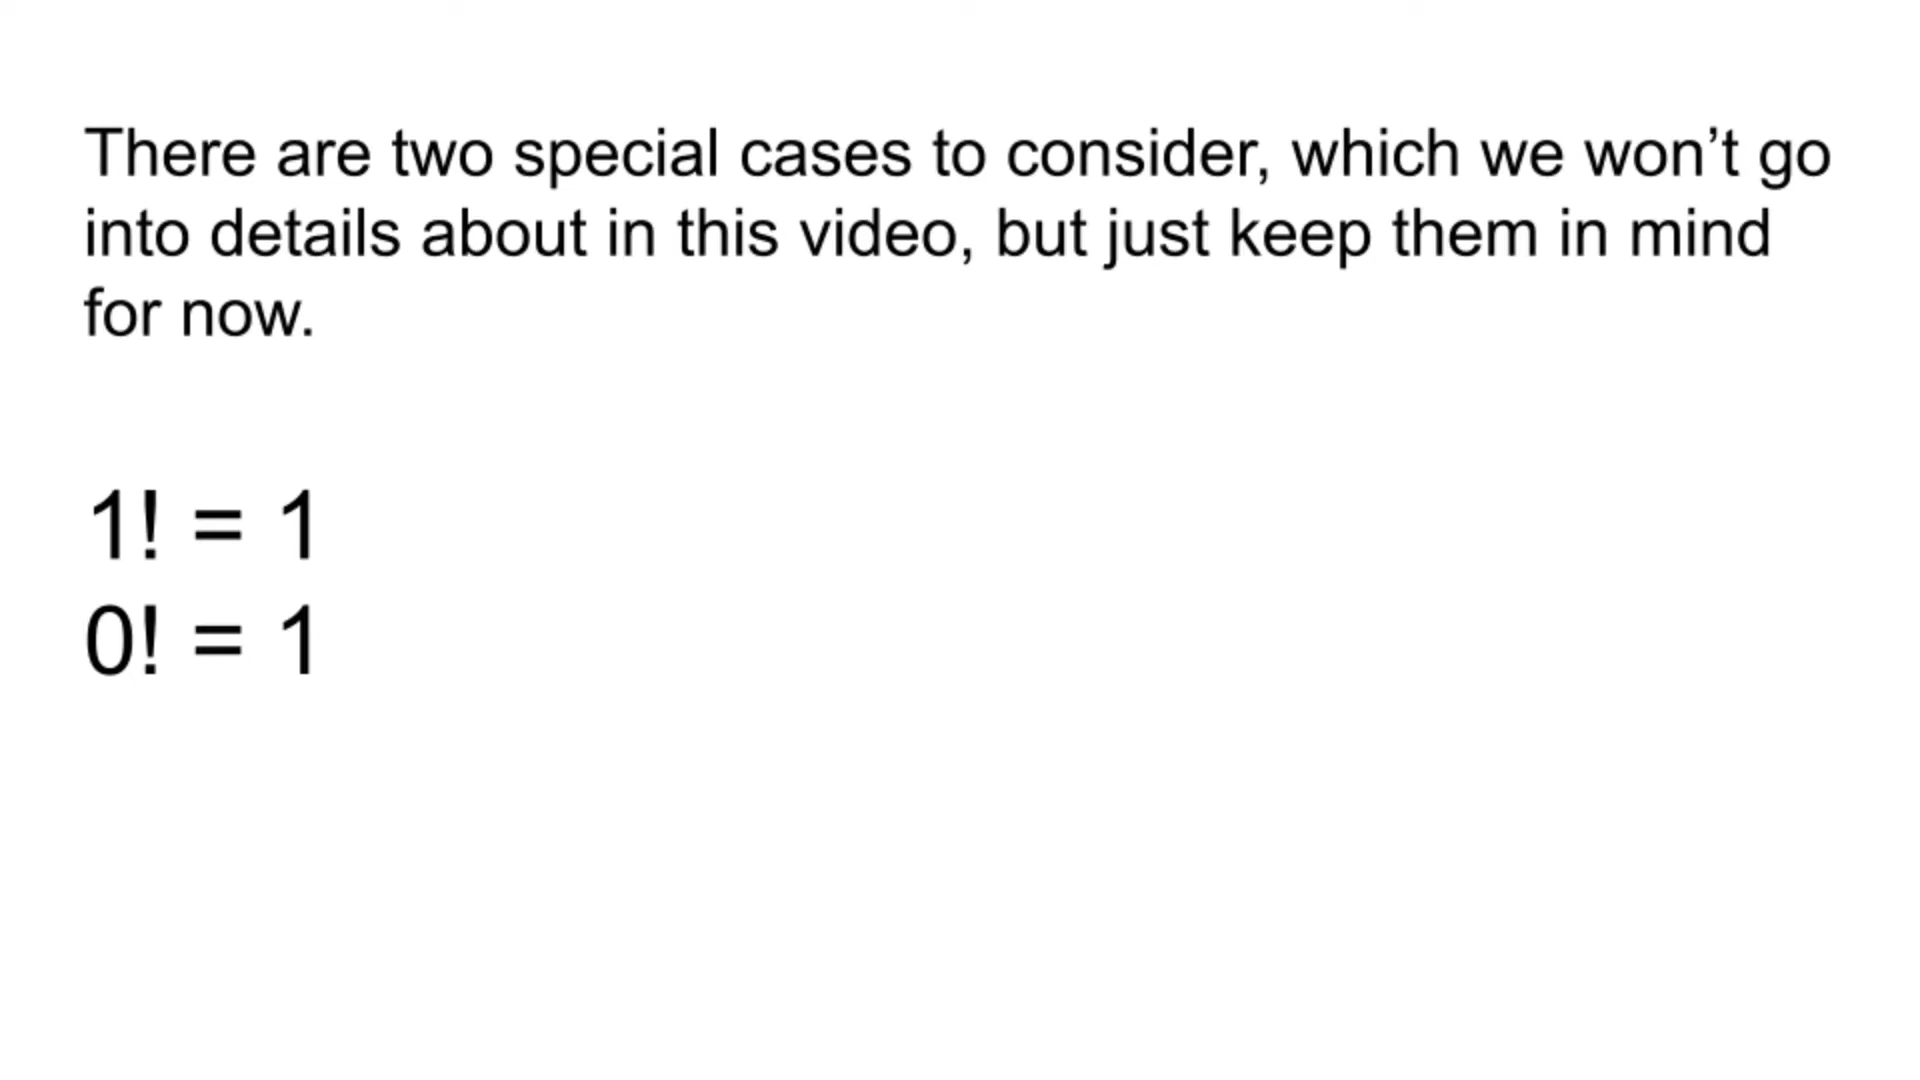 There are two special cases to consider, which we won’t go
into details about in this video, but just keep them in mind
for now.
1! = 1
0! = 1